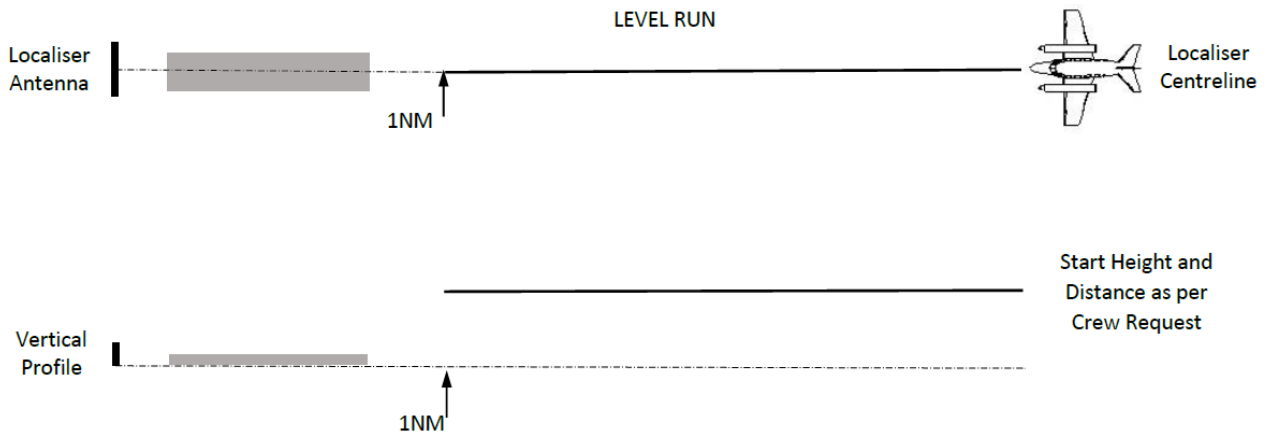 LEVEL RUN
Localiser
Antenna
Localiser
Centreline
1NM
Start Height and
Distance as per
Crew Request
Vertical
Profile
1NM